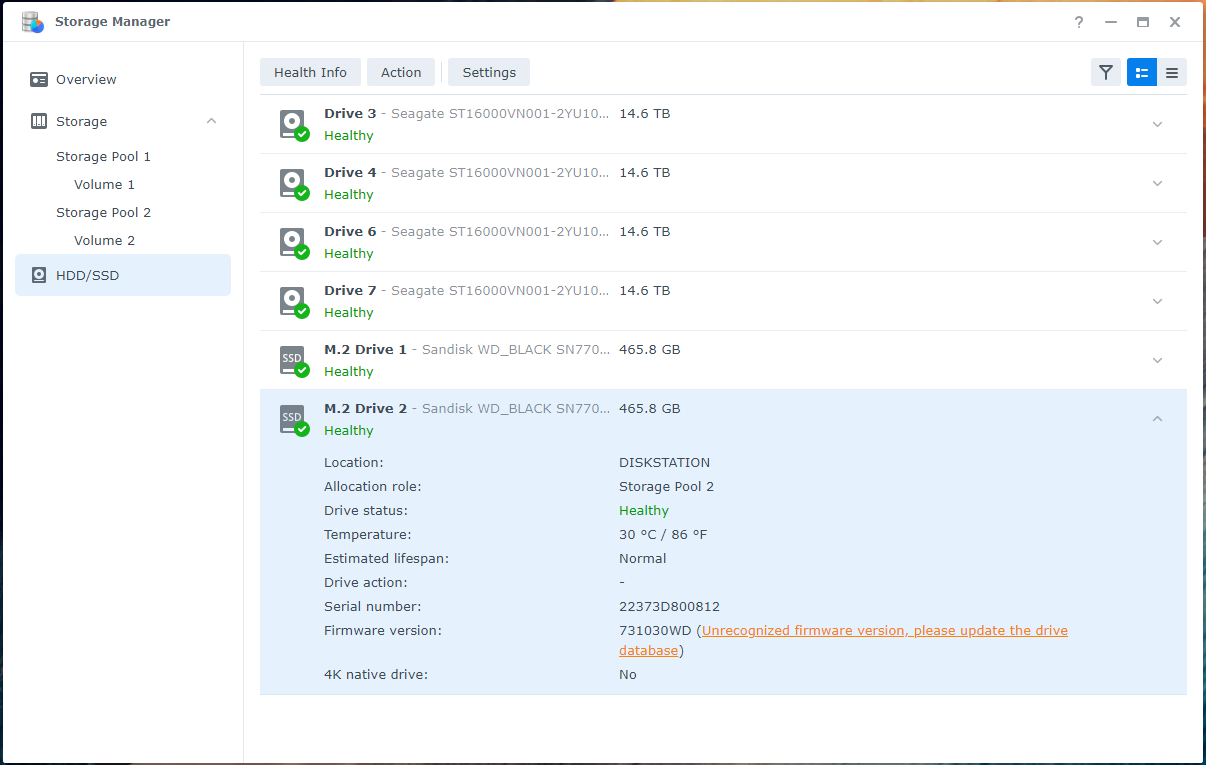 Storage Manager
?
Overview
Storage
Storage Pool 1
Volume 1
Storage Pool 2
Volume 2
HDD/SSD
Health Info Action Settings
Drive 3 - Seagate ST16000VN001-2YU10... 14.6 TB
Healthy
Drive 4 - Seagate ST16000VN001-2YU10... 14.6 TB
Healthy
Drive 6 - Seagate ST16000VN001-2YU10... 14.6 TB
Healthy
Drive 7 - Seagate ST16000VN001-2YU10... 14.6 TB
Healthy
SSD
M.2 Drive 1 - Sandisk WD_BLACK SN770... 465.8 GB
Healthy
SSD
M.2 Drive 2 - Sandisk WD_BLACK SN770... 465.8 GB
Healthy
Location: DISKSTATION
Allocation role: Storage Pool 2
Drive status: Healthy
Temperature: 30 °C / 86 °F
Estimated lifespan: Normal
Drive action: -
Serial number: 22373D800812
Firmware version: 731030WD (Unrecognized firmware version, please update the drive
database)
4K native drive: No